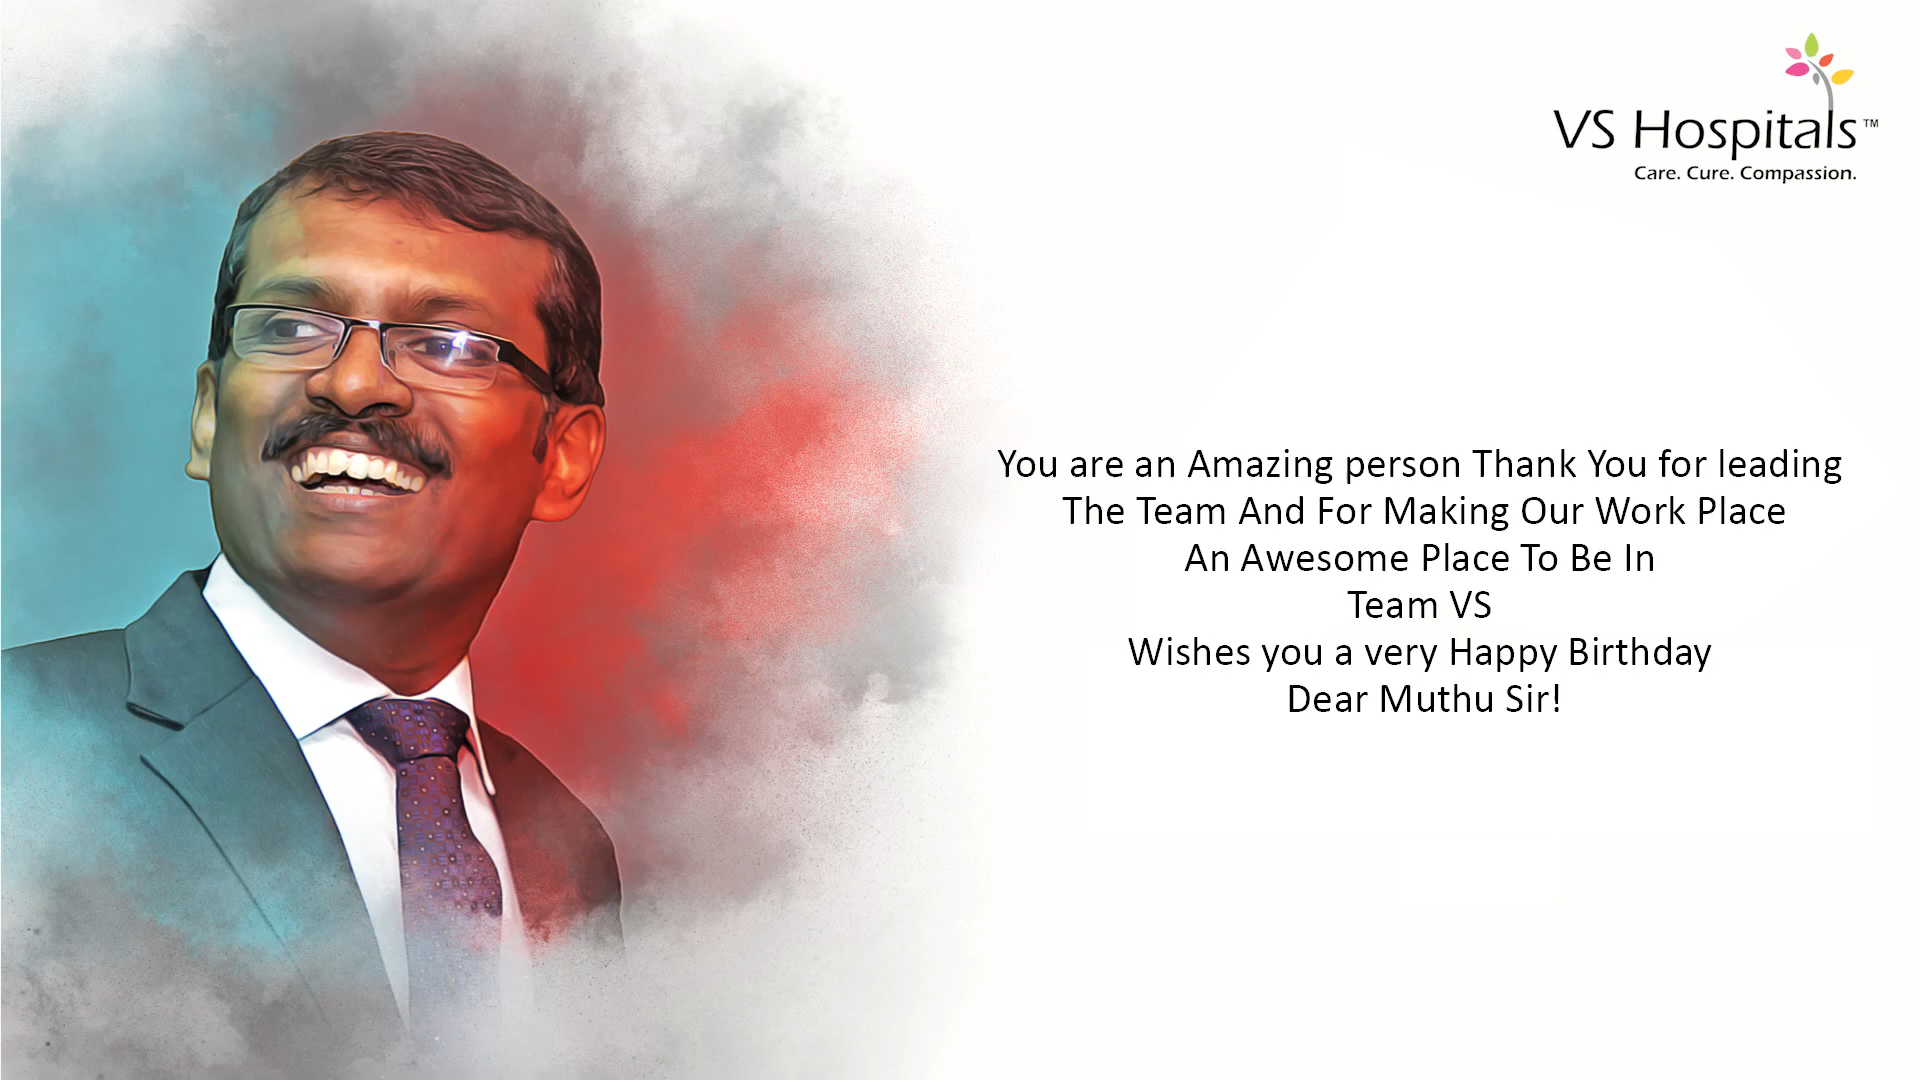 VS Hospitals™
Care. Cure. Compassion.
You are an Amazing person Thank You for leading
The Team And For Making Our Work Place
An Awesome Place To Be In
Team VS
Wishes you a very Happy Birthday
Dear Muthu Sir!